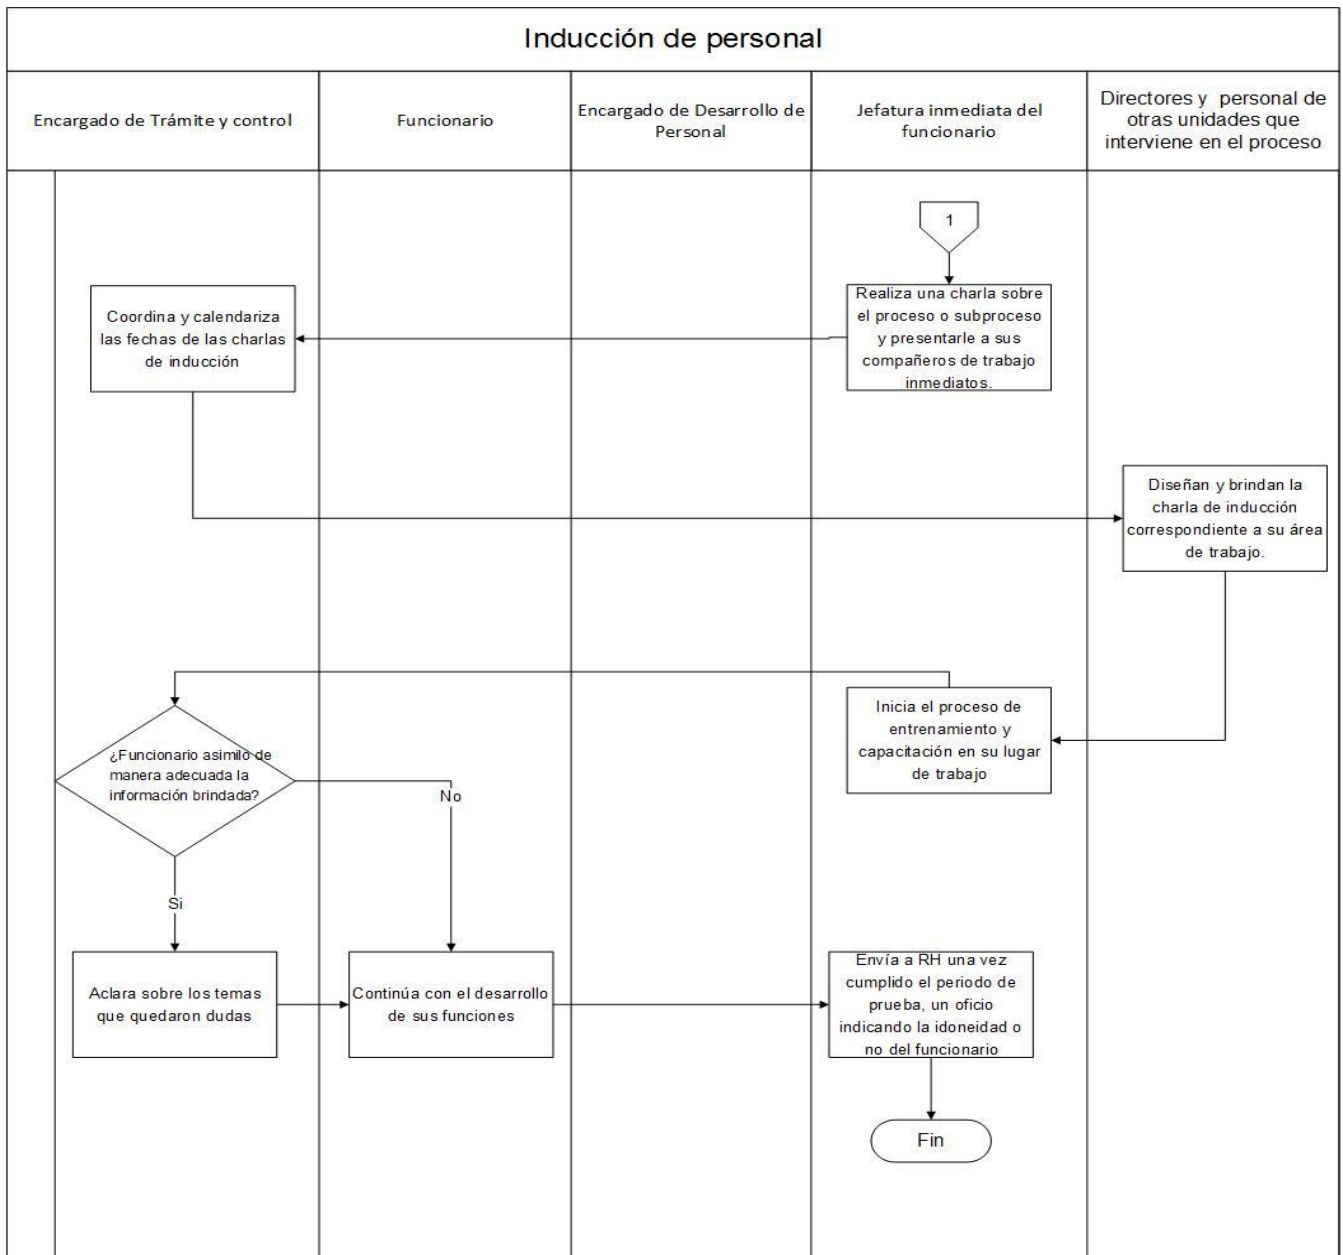 Inducción de personal
Encargado de Trámite y control
Funcionario
Encargado de Desarrollo de
Personal
Jefatura inmediata del
funcionario
Directores y personal de
otras unidades que
interviene en el proceso
1
Realiza una charla sobre
el proceso o subproceso
y presentarle a sus
compañeros de trabajo
inmediatos.
Coordina y calendariza
las fechas de las charlas
de inducción
Diseñan y brindan la
charla de inducción
correspondiente a su área
de trabajo.
Inicia el proceso de
entrenamiento y
capacitación en su lugar
de trabajo
¿Funcionario asimilo de
manera adecuada la
información brindada?
No
Si
Aclara sobre los temas
que quedaron dudas
Continúa con el desarrollo
de sus funciones
Envía a RH una vez
cumplido el periodo de
prueba, un oficio
indicando la idoneidad o
no del funcionario
Fin